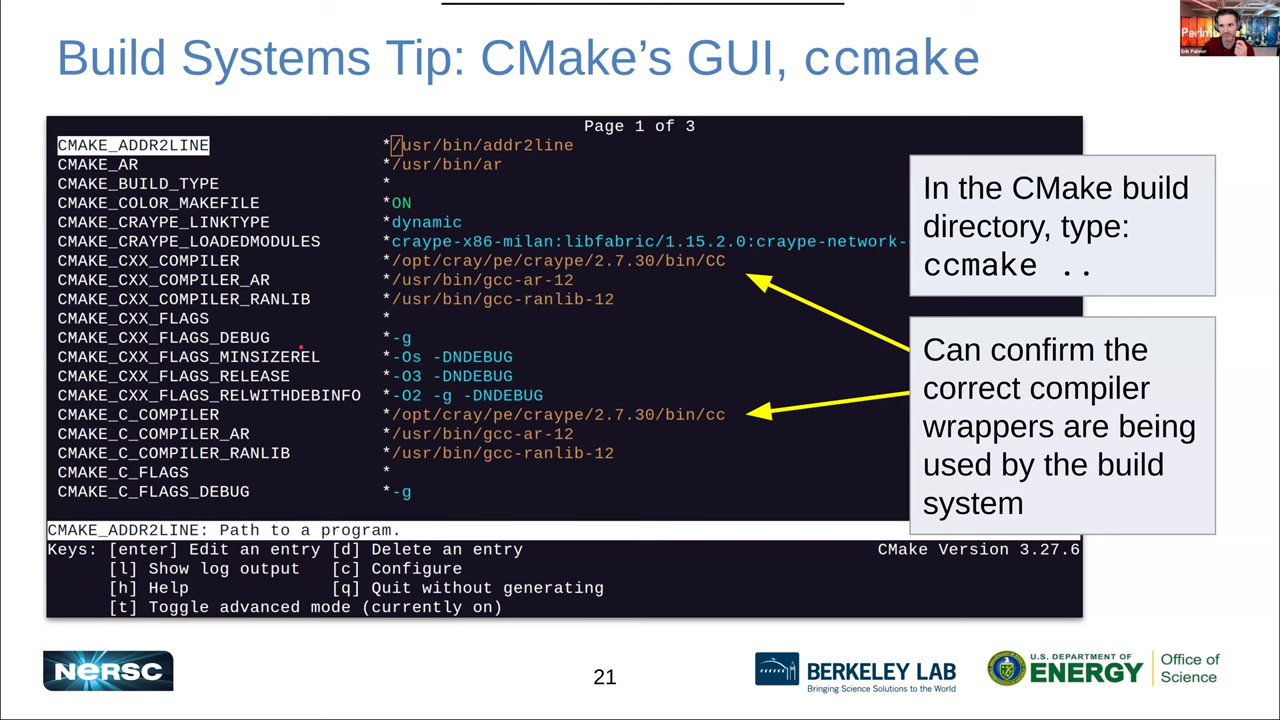 Build Systems Tip: CMake's GUI, ccmake
Page 1 of 3
CMAKE_ADDR2LINE */usr/bin/addr2line
CMAKE_AR */usr/bin/ar
CMAKE_BUILD_TYPE *
CMAKE_COLOR_MAKEFILE *ON
CMAKE_CRAYPE_LINKTYPE *dynamic
CMAKE_CRAYPE_LOADEDMODULES *craype-x86-milan:libfabric/1.15.2.0:craype-network-
CMAKE_CXX_COMPILER */opt/cray/pe/craype/2.7.30/bin/CC
CMAKE_CXX_COMPILER_AR */usr/bin/gcc-ar-12
CMAKE_CXX_COMPILER_RANLIB */usr/bin/gcc-ranlib-12
CMAKE_CXX_FLAGS *
CMAKE_CXX_FLAGS_DEBUG *-g
CMAKE_CXX_FLAGS_MINSIZEREL *-Os -DNDEBUG
CMAKE_CXX_FLAGS_RELEASE *-O3 -DNDEBUG
CMAKE_CXX_FLAGS_RELWITHDEBINFO *-O2 -g -DNDEBUG
CMAKE_C_COMPILER */opt/cray/pe/craype/2.7.30/bin/cc
CMAKE_C_COMPILER_AR */usr/bin/gcc-ar-12
CMAKE_C_COMPILER_RANLIB */usr/bin/gcc-ranlib-12
CMAKE_C_FLAGS *
CMAKE_C_FLAGS_DEBUG *-g
CMAKE_ADDR2LINE: Path to a program.
Keys: [enter] Edit an entry [d] Delete an entry CMake Version 3.27.6
[l] Show log output [c] Configure
[h] Help [q] Quit without generating
[t] Toggle advanced mode (currently on)
In the CMake build
directory, type:
ccmake ..
Can confirm the
correct compiler
wrappers are being
used by the build
system
NERSC
21
BERKELEY LAB
Bringing Science Solutions to the World
U.S. DEPARTMENT OF
ENERGY
Office of
Science
Erik Palmer